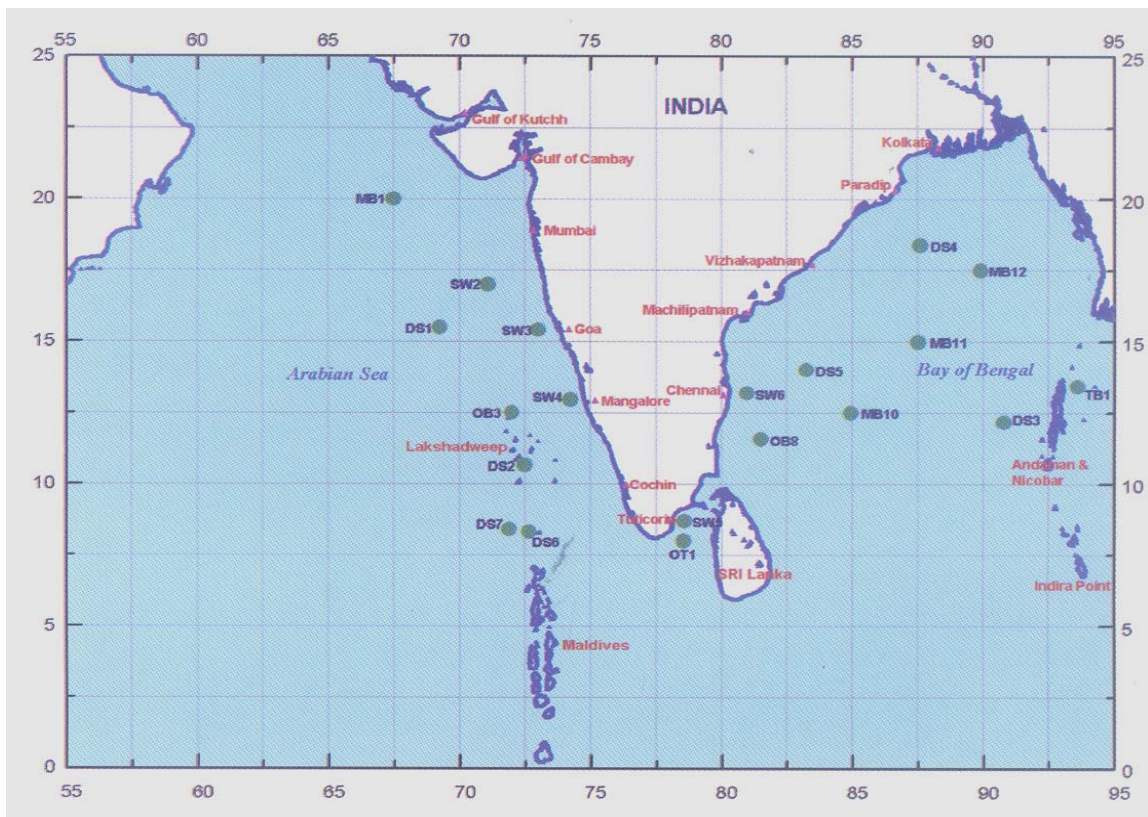 55 60 65 70 75 80 85 90 95
25 25
INDIA
Gulf of Kutchh
Kolkata
Gulf of Cambay
Paradip
20 MB1 20
Mumbai
DS4
Vizhakapatnam
MB12
SW2
Machilipatnam
DS1 SW3 Goa
15 MB11 15
Arabian Sea DS5 Bay of Bengal
Chennai SW6 TB1
SW4 Mangalore
OB3 MB10 DS3
OB8
Lakshadweep
DS2 Andaman &
Nicobar
10 Cochin 10
DS7 Tuticorin SW5
DS6
OT1
SRI Lanka
Indira Point
5 5
Maldives
0 0
55 60 65 70 75 80 85 90 95